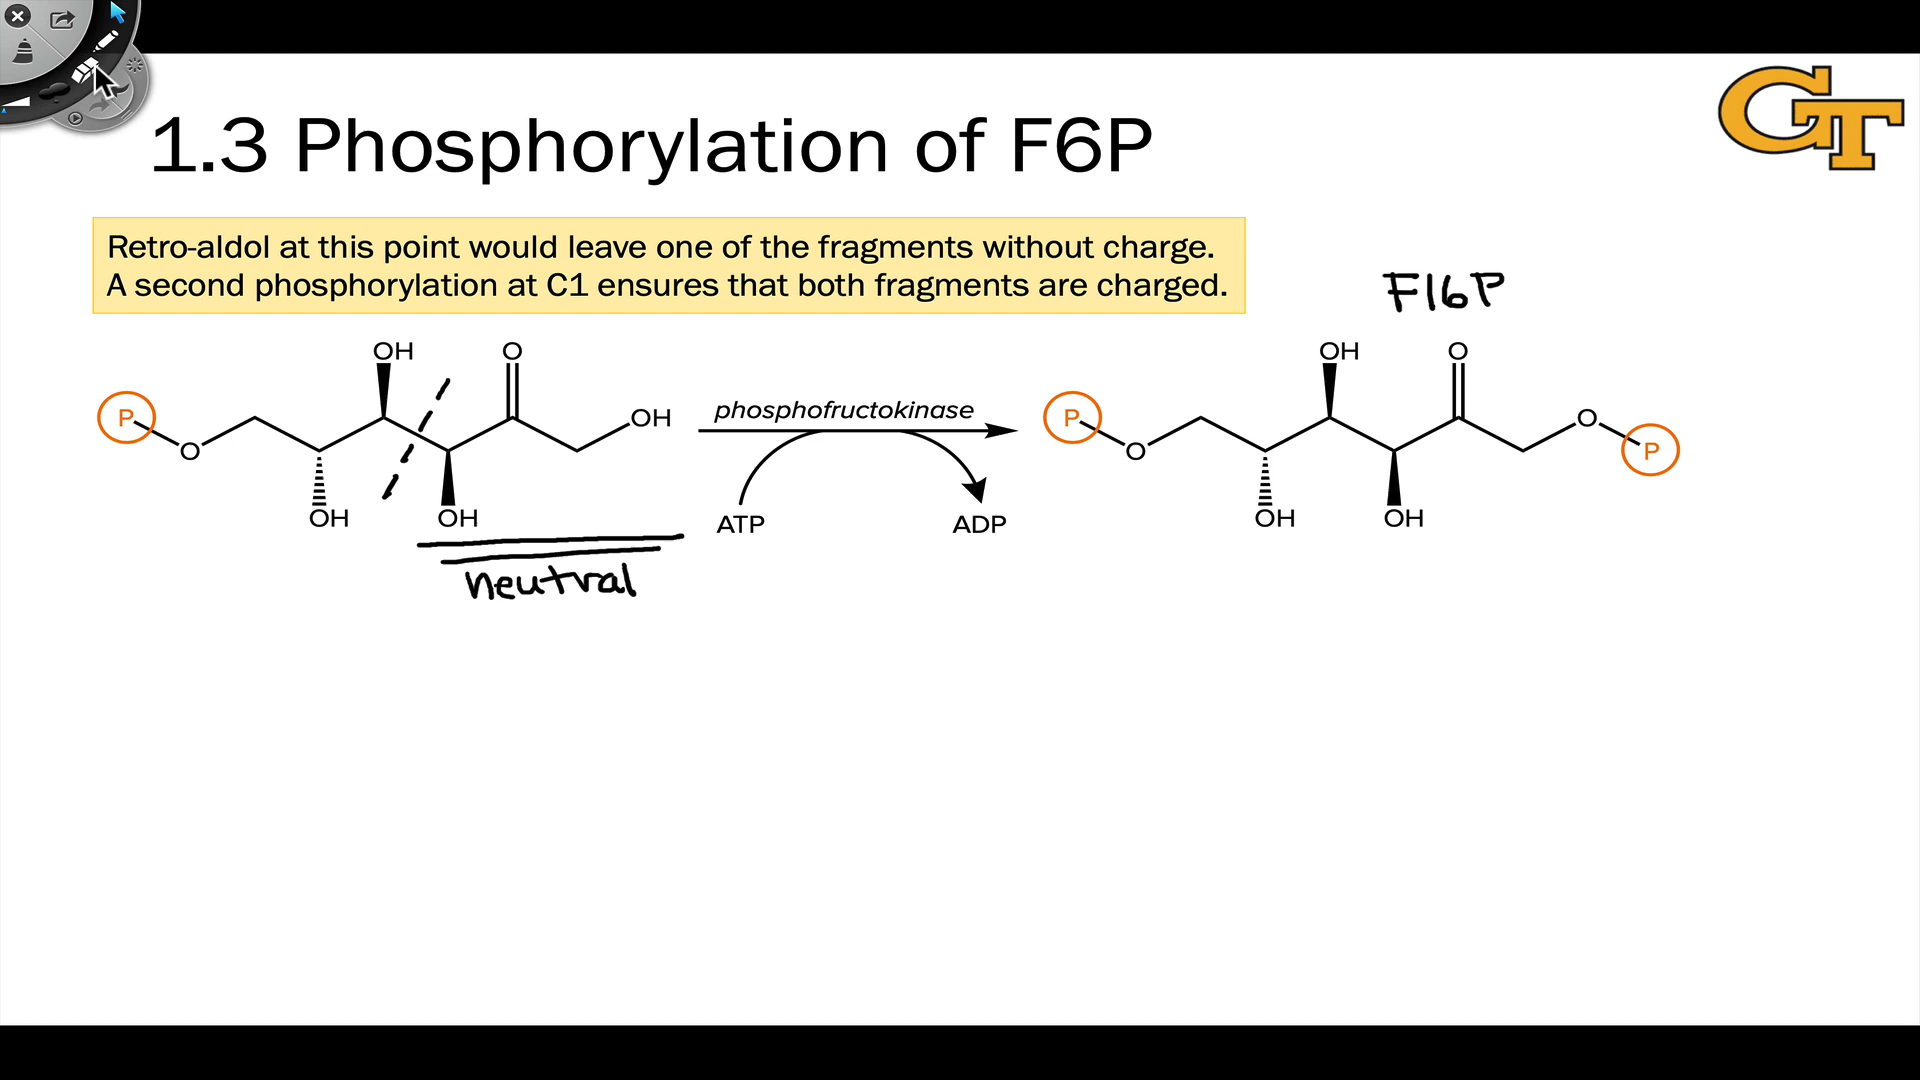 1.3 Phosphorylation of F6P
GT
Retro-aldol at this point would leave one of the fragments without charge.
A second phosphorylation at C1 ensures that both fragments are charged.
F16P
OH O
P O OH
OH OH
phosphofructokinase
ATP ADP
OH O
P O O P
OH OH
neutral